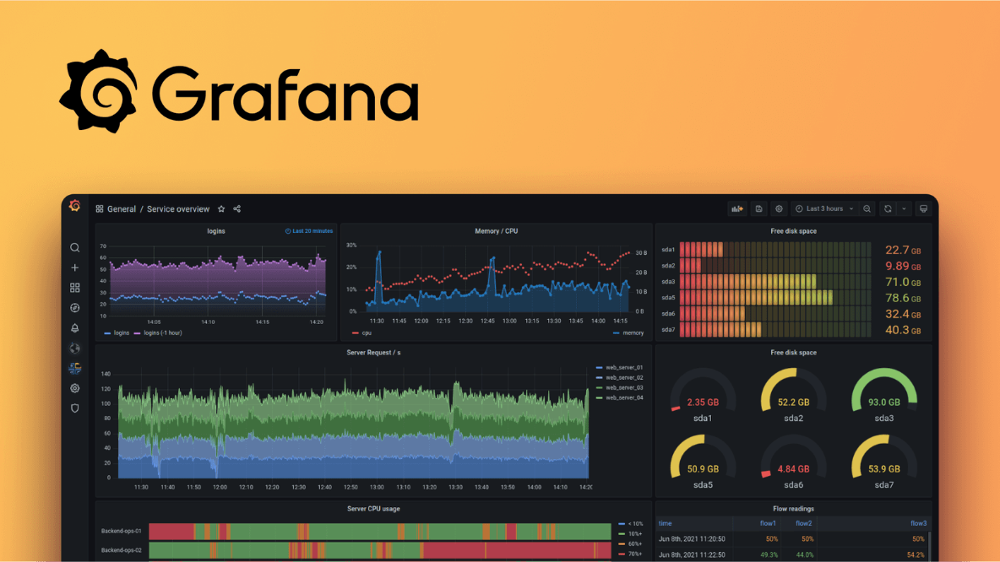 Grafana
General / Service overview
Last 3 hours
logins
Last 20 minutes
70
60
50
40
30
20
10
14:05
14:10
14:15
14:20
logins
logins (-1 hour)
Memory / CPU
30%
20%
10%
0%
30 B
20 B
10 B
0 B
11:30
11:45
12:00
12:15
12:30
12:45
13:00
13:15
13:30
13:45
14:00
14:15
cpu
memory
Free disk space
sda1
22.7 GB
sda2
9.89 GB
sda3
71.0 GB
sda5
78.6 GB
sda6
32.4 GB
sda7
40.3 GB
Server Request / s
140
120
100
80
60
40
20
0
11:30
11:40
11:50
12:00
12:10
12:20
12:30
12:40
12:50
13:00
13:10
13:20
13:30
13:40
13:50
14:00
14:10
14:20
web_server_01
web_server_02
web_server_03
web_server_04
Free disk space
2.35 GB
sda1
52.2 GB
sda2
93.0 GB
sda3
50.9 GB
sda5
4.84 GB
sda6
53.9 GB
sda7
Server CPU usage
Backend-ops-01
Backend-ops-02
< 10%
10%+
60%+
70%+
Flow readings
time flow1 flow2 flow3
Jun 8th, 2021 11:20:50 50% 50% 50%
Jun 8th, 2021 11:22:50 49.3% 44.0% 54.2%